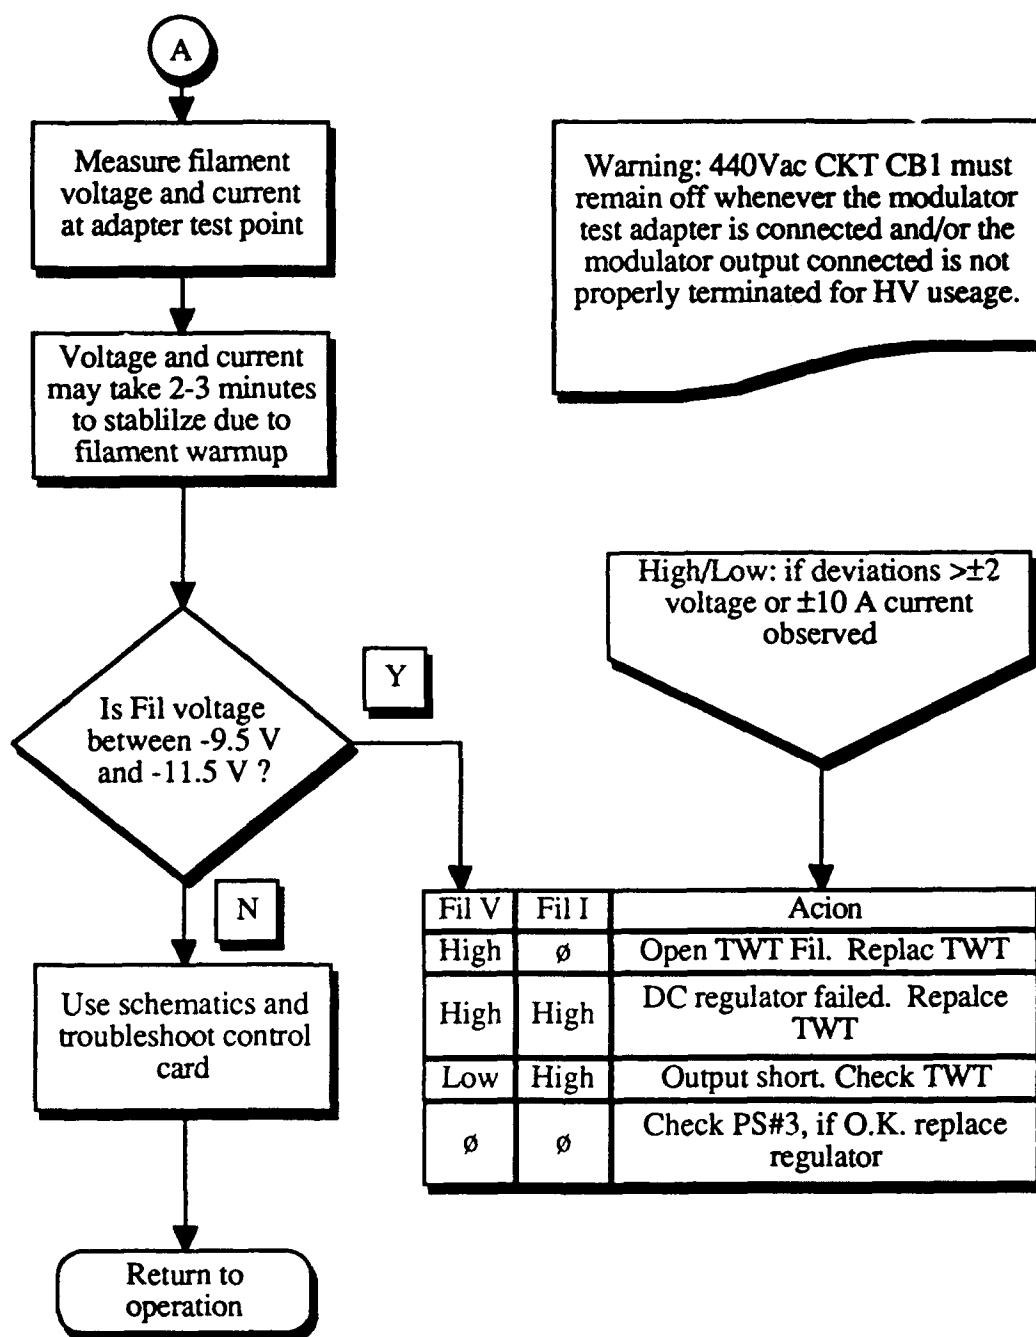 A
Measure filament
voltage and current
at adapter test point
Warning: 440Vac CKT CB1 must
remain off whenever the modulator
test adapter is connected and/or the
modulator output connected is not
properly terminated for HV useage.
Voltage and current
may take 2-3 minutes
to stablilze due to
filament warmup
High/Low: if deviations >±2
voltage or ±10 A current
observed
Is Fil voltage
between -9.5 V
and -11.5 V ?
Y
N
Fil V Fil I Acion
High ø Open TWT Fil. Replac TWT
High High DC regulator failed. Repalce
TWT
Low High Output short. Check TWT
ø ø Check PS#3, if O.K. replace
regulator
Use schematics and
troubleshoot control
card
Return to
operation